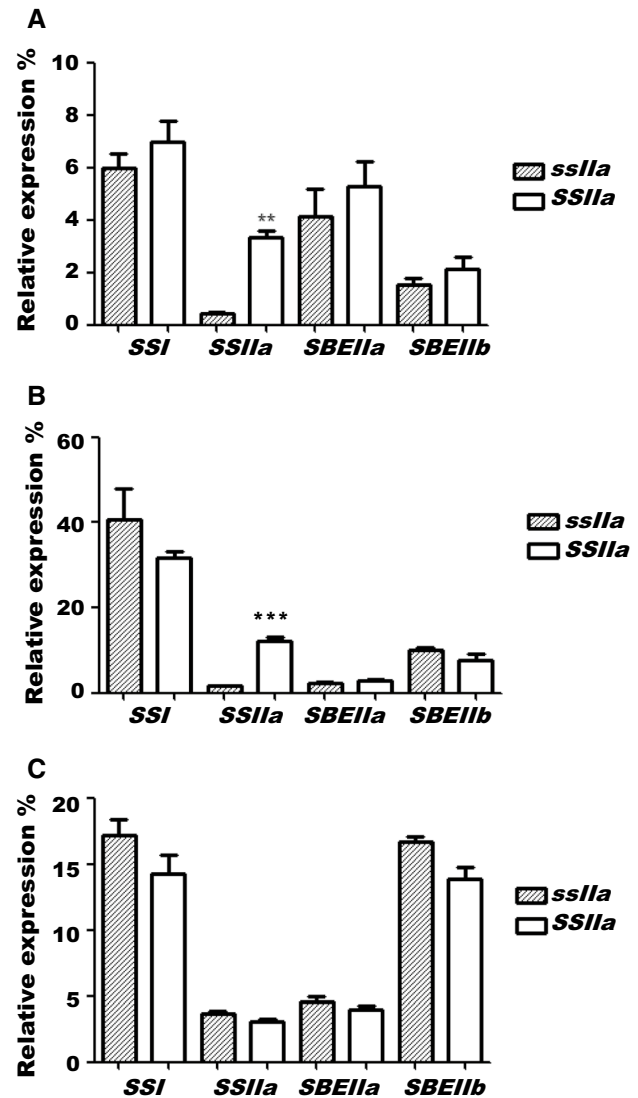 A
Relative expression %
10
8
6
4
2
0
**
ssIIa
SSIIa
SSI SSIIa SBEIIa SBEIIb
B
Relative expression %
60
40
20
0
***
ssIIa
SSIIa
SSI SSIIa SBEIIa SBEIIb
C
Relative expression %
20
15
10
5
0
ssIIa
SSIIa
SSI SSIIa SBEIIa SBEIIb